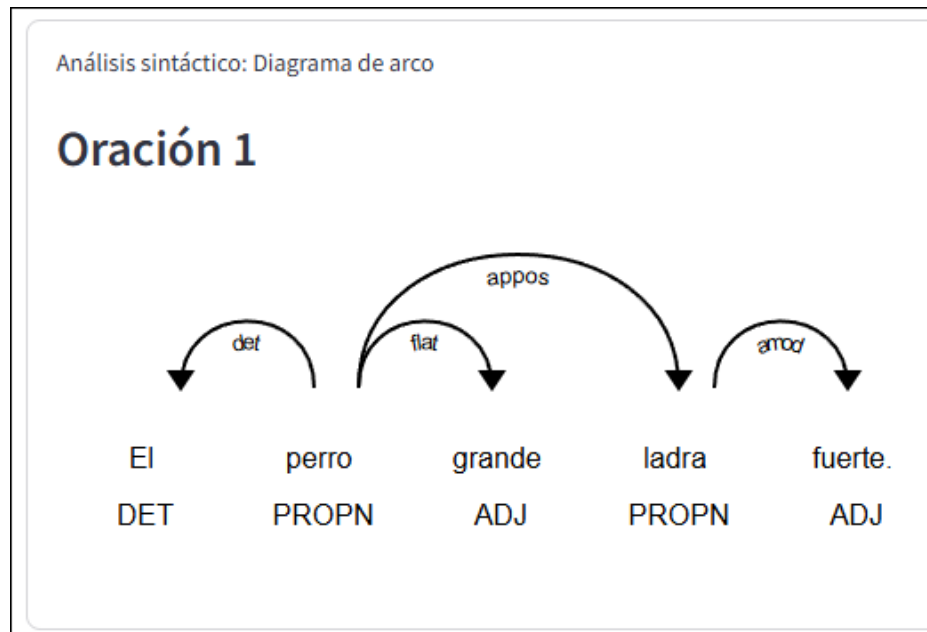 Análisis sintáctico: Diagrama de arco
Oración 1
appos
det flat amod
El perro grande ladra fuerte.
DET PROPN ADJ PROPN ADJ